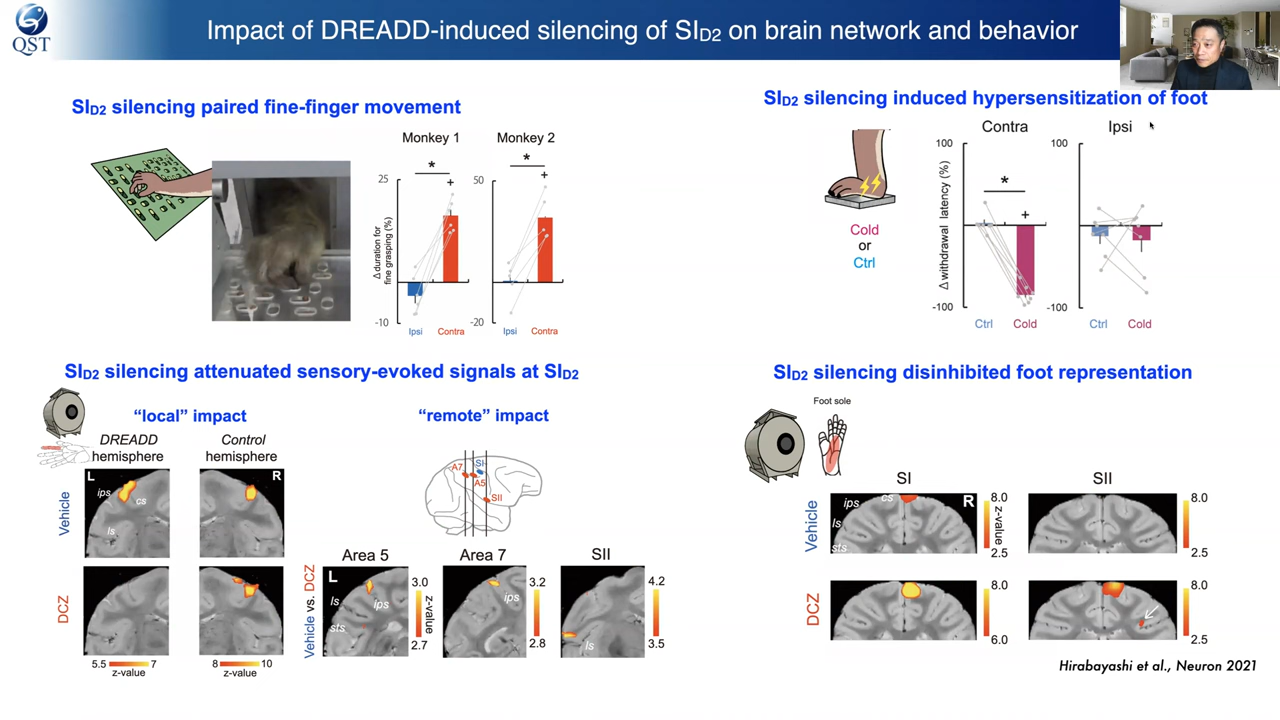 QST
Impact of DREADD-induced silencing of SID2 on brain network and behavior
SID2 silencing paired fine-finger movement
Monkey 1
Monkey 2
*
+
*
+
25
-10
50
-20
Δ duration for
fine grasping (%)
Ipsi
Contra
Ipsi
Contra
SID2 silencing induced hypersensitization of foot
Cold
or
Ctrl
Contra
Ipsi
100
-100
100
-100
Δ withdrawal latency (%)
*
+
Ctrl
Cold
Ctrl
Cold
SID2 silencing attenuated sensory-evoked signals at SID2
“local” impact
DREADD
hemisphere
Control
hemisphere
Vehicle
L
ips
cs
ls
R
DCZ
5.5
7
z-value
8
10
z-value
“remote” impact
A7
SI
A5
SII
Vehicle vs. DCZ
Area 5
Area 7
SII
L
ls
ips
sts
3.0
2.7
z-value
ips
3.2
2.8
ls
4.2
3.5
SID2 silencing disinhibited foot representation
Foot sole
SI
SII
Vehicle
ips
cs
R
ls
sts
8.0
2.5
z-value
8.0
2.5
DCZ
8.0
6.0
8.0
2.5
Hirabayashi et al., Neuron 2021